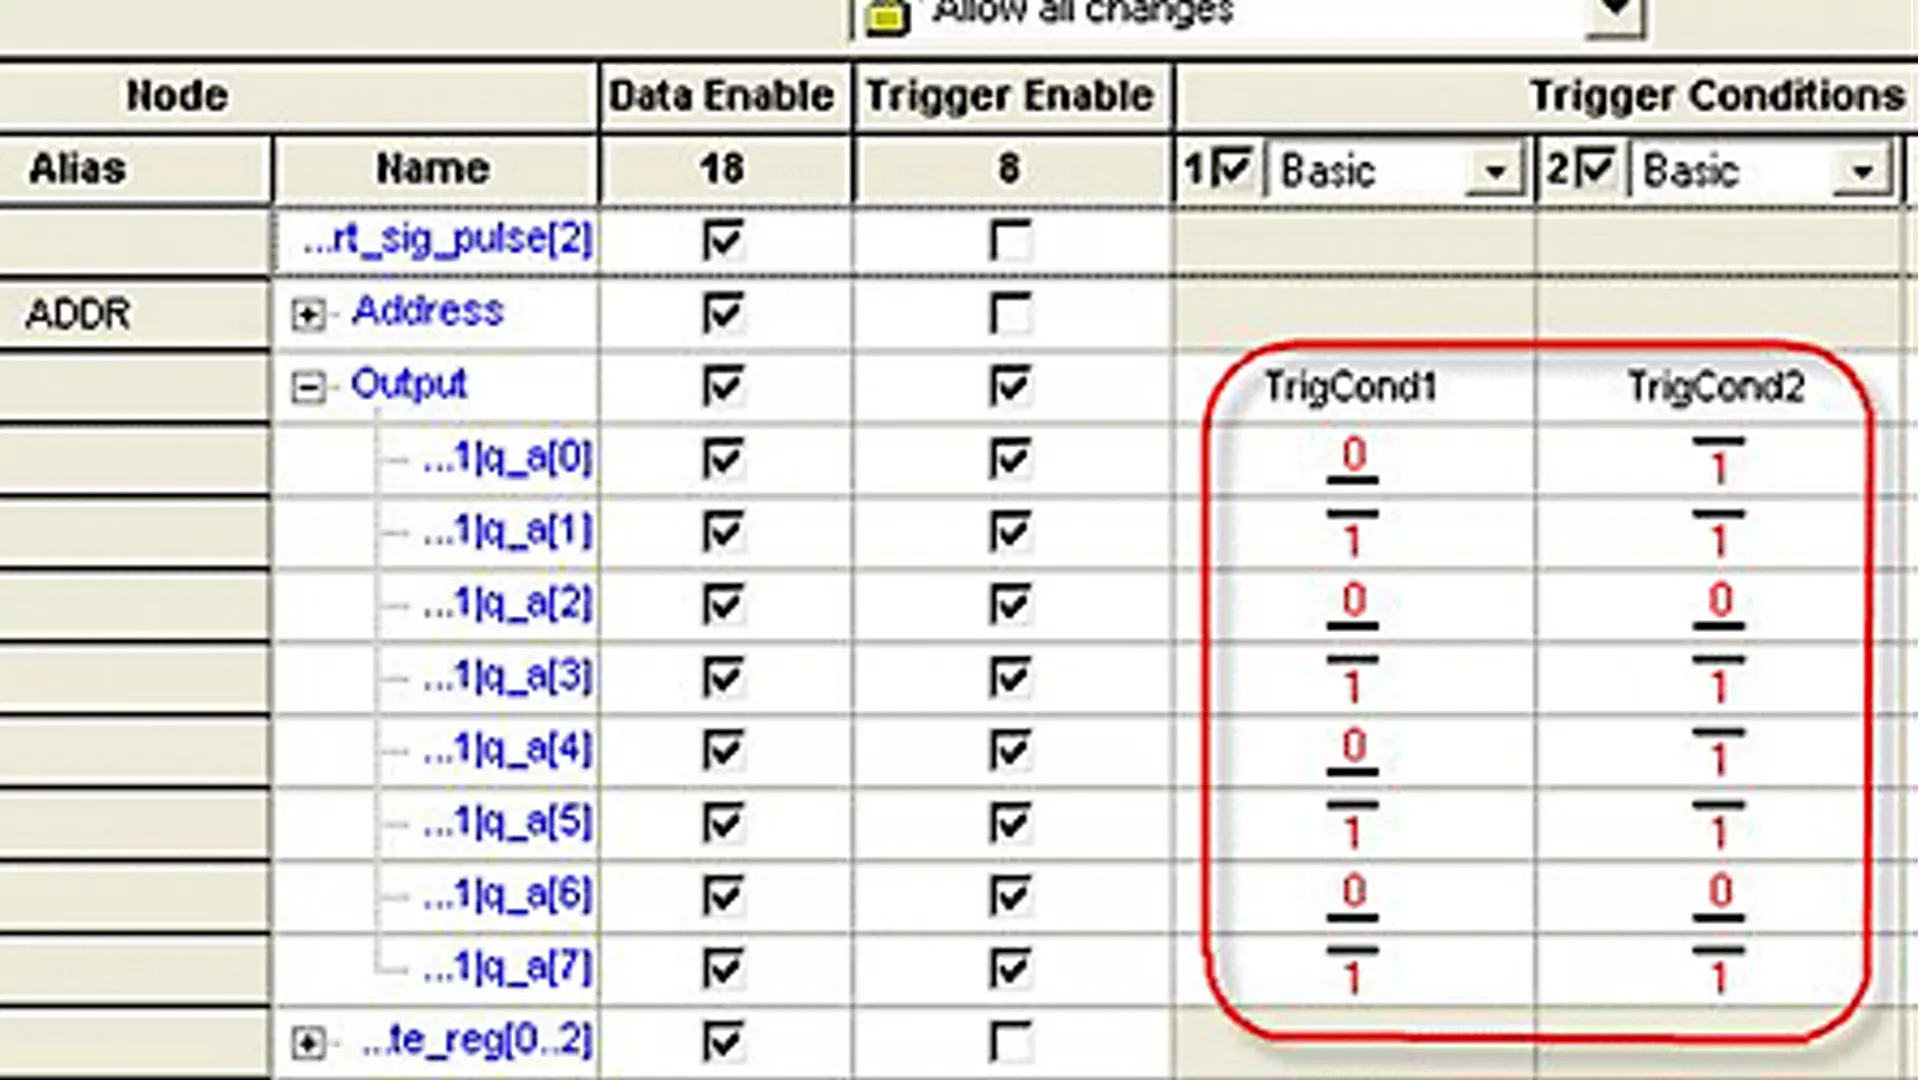 Allow all changes
Node Data Enable Trigger Enable Trigger Conditions
Alias Name 18 8 1 Basic 2 Basic
...rt_sig_pulse[2]
ADDR Address
Output TrigCond1 TrigCond2
...1|q_a[0] 0 1
...1|q_a[1] 1 1
...1|q_a[2] 0 0
...1|q_a[3] 1 1
...1|q_a[4] 0 1
...1|q_a[5] 1 1
...1|q_a[6] 0 0
...1|q_a[7] 1 1
...te_reg[0..2]